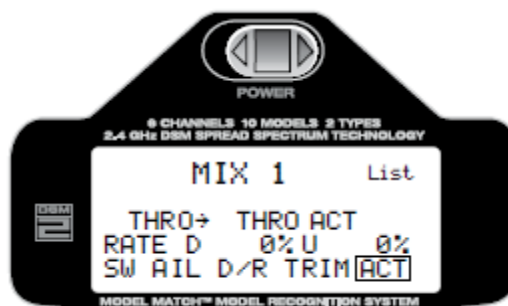 POWER
6 CHANNELS 10 MODELS 2 TYPES
2.4 GHz DSM SPREAD SPECTRUM TECHNOLOGY
MIX 1 List
THRO→ THRO ACT
RATE D 0% U 0%
SW AIL D/R TRIM ACT
DSM
2
MODEL MATCH™ MODEL RECOGNITION SYSTEM